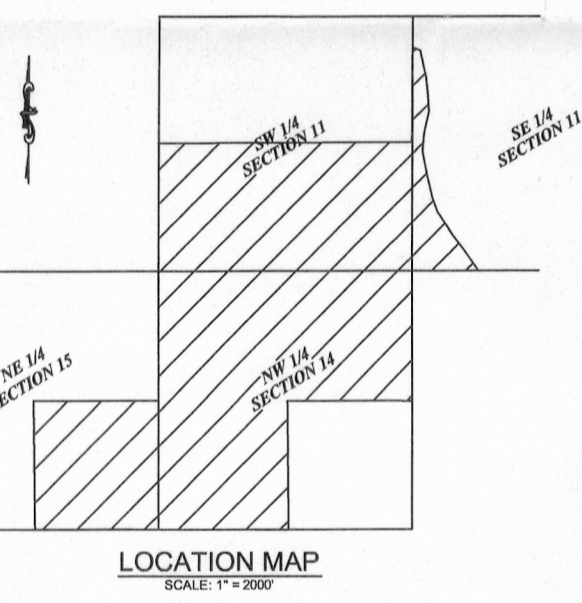 SW 1/4
SECTION 11
SE 1/4
SECTION 11
NE 1/4
ECTION 15
NW 1/4
SECTION 14
LOCATION MAP
SCALE: 1" = 2000'